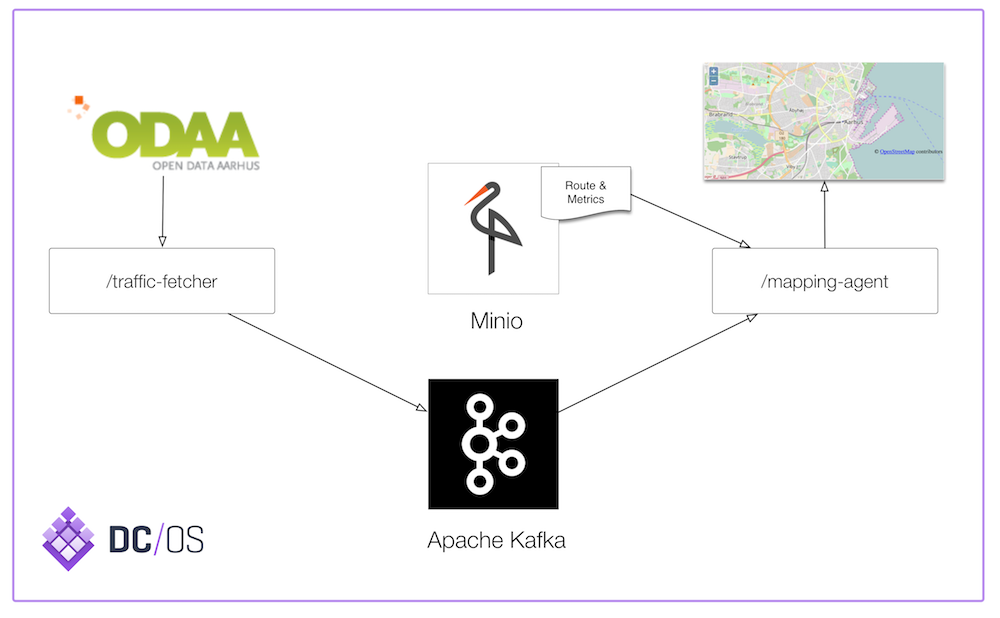 ODAA
OPEN DATA AARHUS
/traffic-fetcher
Route &
Metrics
Minio
Apache Kafka
/mapping-agent
+
−
Brabrand
Aarhus
Viby J
© OpenStreetMap contributors
DC/OS